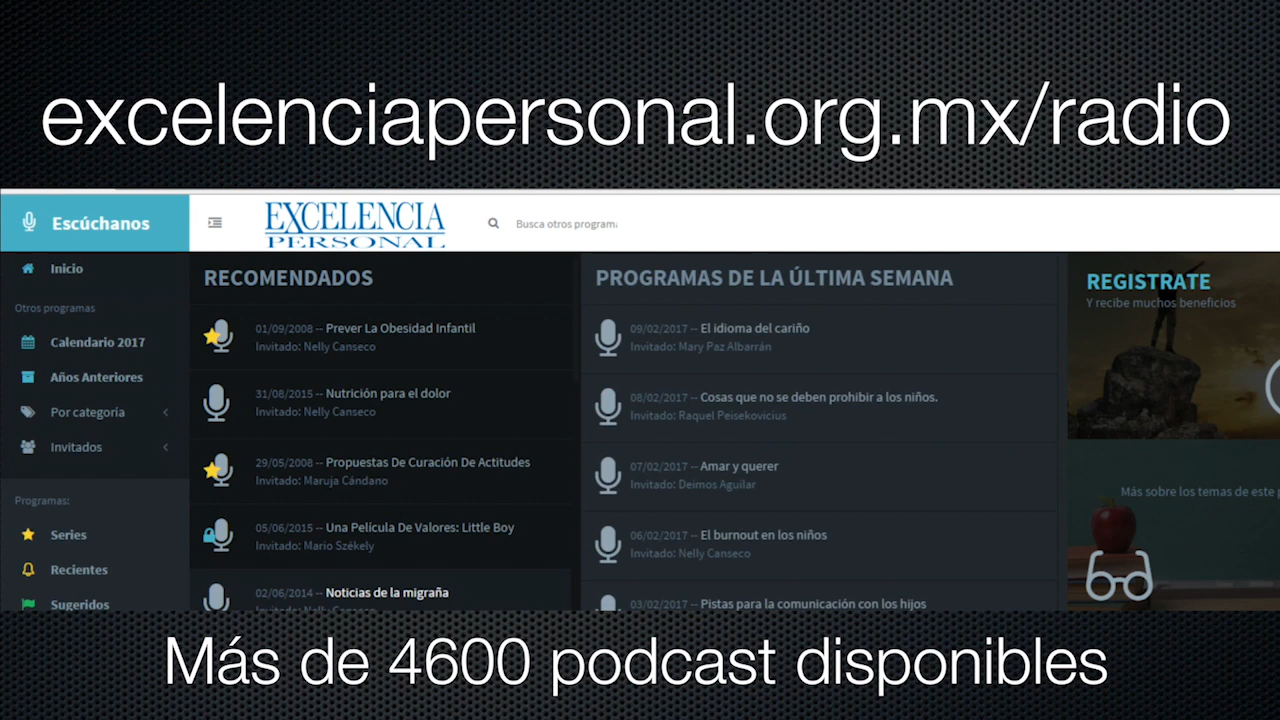 excelenciapersonal.org.mx/radio
Escúchanos
EXCELENCIA
PERSONAL
Busca otros programa
Inicio
Otros programas
Calendario 2017
Años Anteriores
Por categoría
Invitados
Programas:
Series
Recientes
Sugeridos
RECOMENDADOS
01/09/2008 -- Prever La Obesidad Infantil
Invitado: Nelly Canseco
31/08/2015 -- Nutrición para el dolor
Invitado: Nelly Canseco
29/05/2008 -- Propuestas De Curación De Actitudes
Invitado: Maruja Cándano
05/06/2015 -- Una Película De Valores: Little Boy
Invitado: Mario Székely
02/06/2014 -- Noticias de la migraña
Invitado: Nelly Canseco
PROGRAMAS DE LA ÚLTIMA SEMANA
09/02/2017 -- El idioma del cariño
Invitado: Mary Paz Albarrán
08/02/2017 -- Cosas que no se deben prohibir a los niños.
Invitado: Raquel Peisekovicius
07/02/2017 -- Amar y querer
Invitado: Deimos Aguilar
06/02/2017 -- El burnout en los niños
Invitado: Nelly Canseco
03/02/2017 -- Pistas para la comunicación con los hijos
REGISTRATE
Y recibe muchos beneficios
Más sobre los temas de este
Más de 4600 podcast disponibles